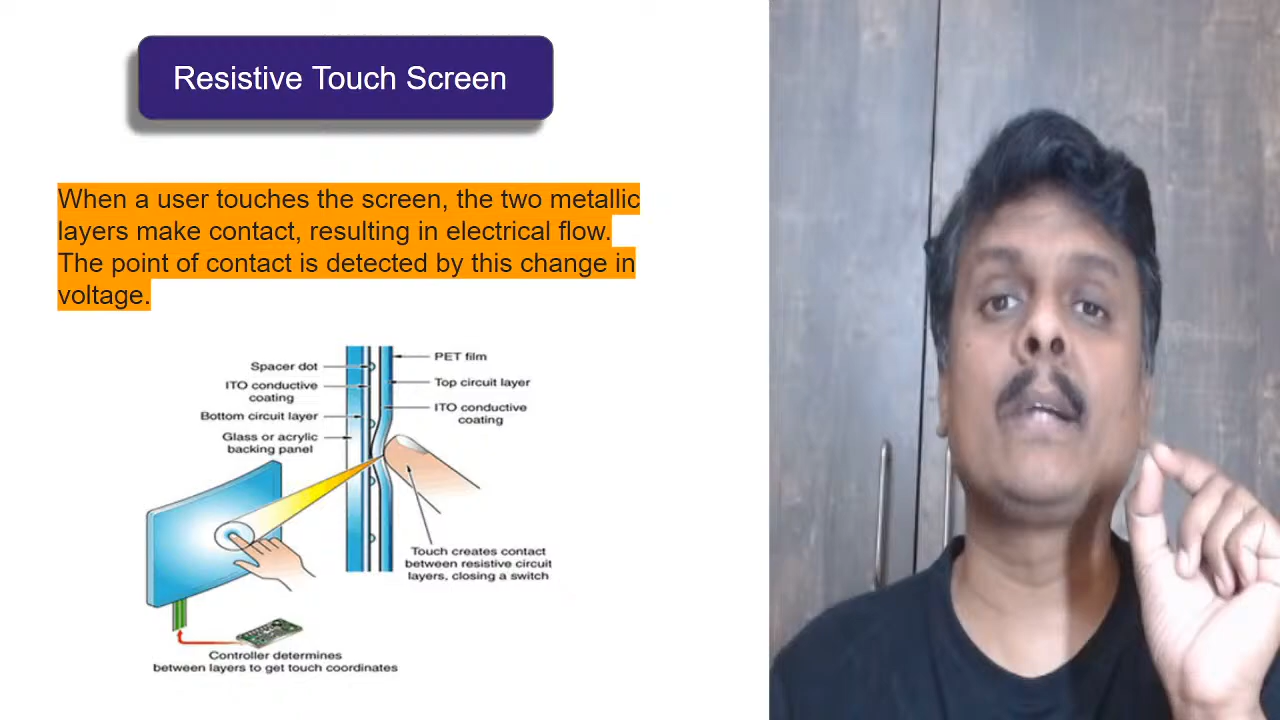 Resistive Touch Screen
When a user touches the screen, the two metallic
layers make contact, resulting in electrical flow.
The point of contact is detected by this change in
voltage.
Spacer dot
ITO conductive
coating
Bottom circuit layer
Glass or acrylic
backing panel
PET film
Top circuit layer
ITO conductive
coating
Touch creates contact
between resistive circuit
layers, closing a switch
Controller determines
between layers to get touch coordinates